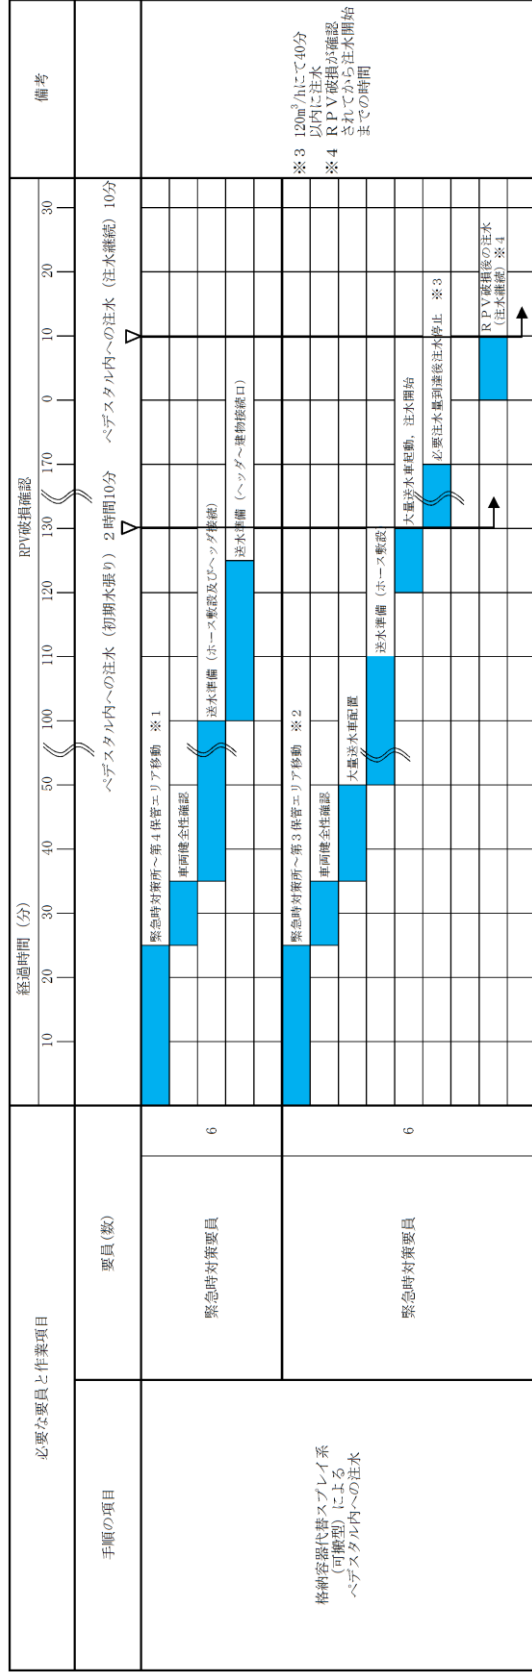 必要な要員と作業項目
経過時間（分）
RPV破損確認
備考
10 20 30 40 50 100 110 120 130 170 0 10 20 30
手順の項目
要員(数)
ペデスタル内への注水（初期水張り） 2時間10分
ペデスタル内への注水（注水継続） 10分
格納容器代替スプレイ系
（可搬型）による
ペデスタル内への注水
緊急時対策要員
6
緊急時対策所～第4保管エリア移動 ※1
車両健全性確認
送水準備（ホース敷設及びヘッダ接続）
送水準備（ヘッダ～建物接続口）
緊急時対策要員
6
緊急時対策所～第3保管エリア移動 ※2
車両健全性確認
大量送水車配置
送水準備（ホース敷設
大量送水車起動，注水開始
必要注水量到達後注水停止 ※3
RPV破損後の注水
（注水継続）※4
※3 120m³/hにて40分
以内に注水
※4 RPV破損が確認
されてから注水開始
までの時間